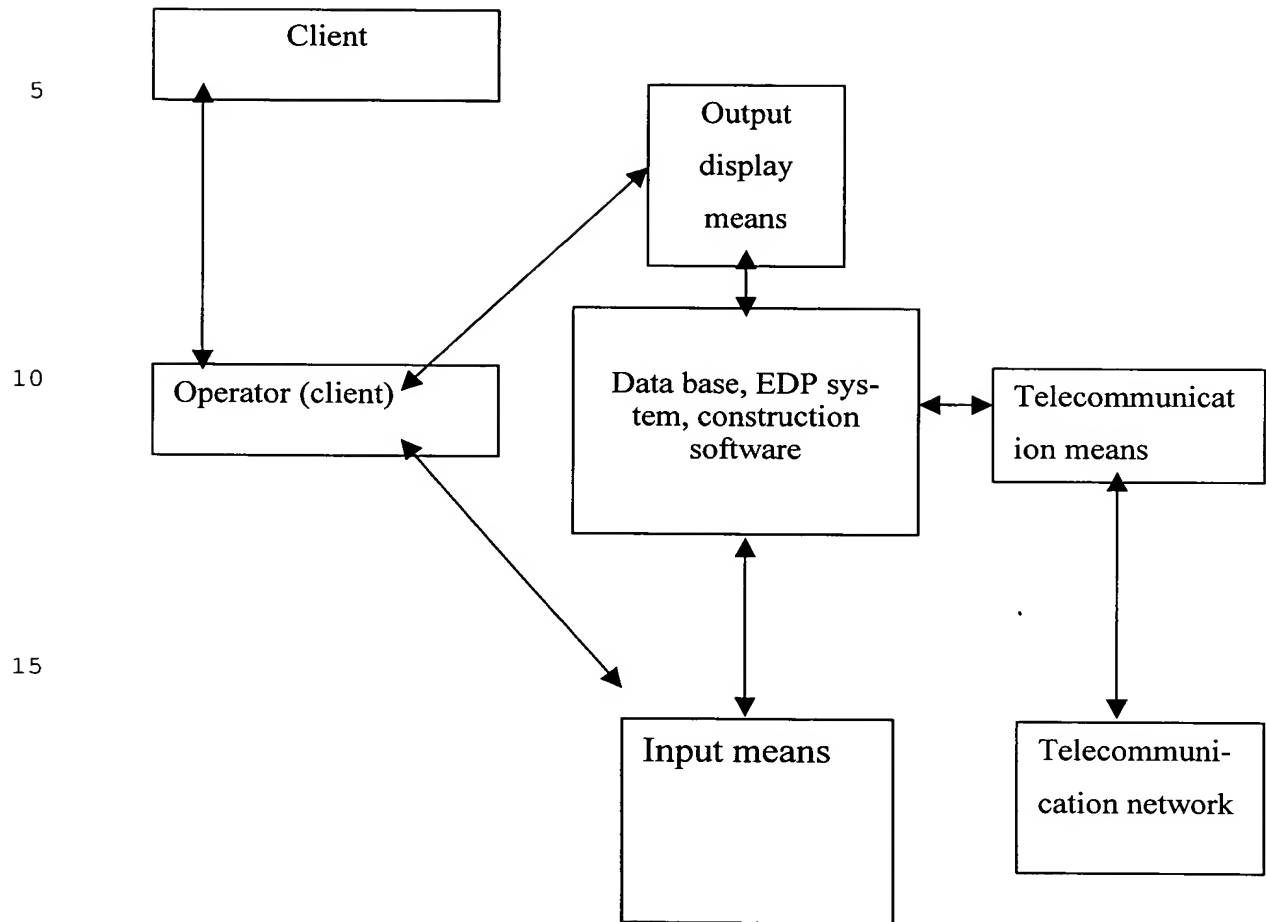 Client
5
Output
display
means
10
Operator (client)
Data base, EDP sys-
tem, construction
software
Telecommunicat
ion means
15
Input means
Telecommuni-
cation network